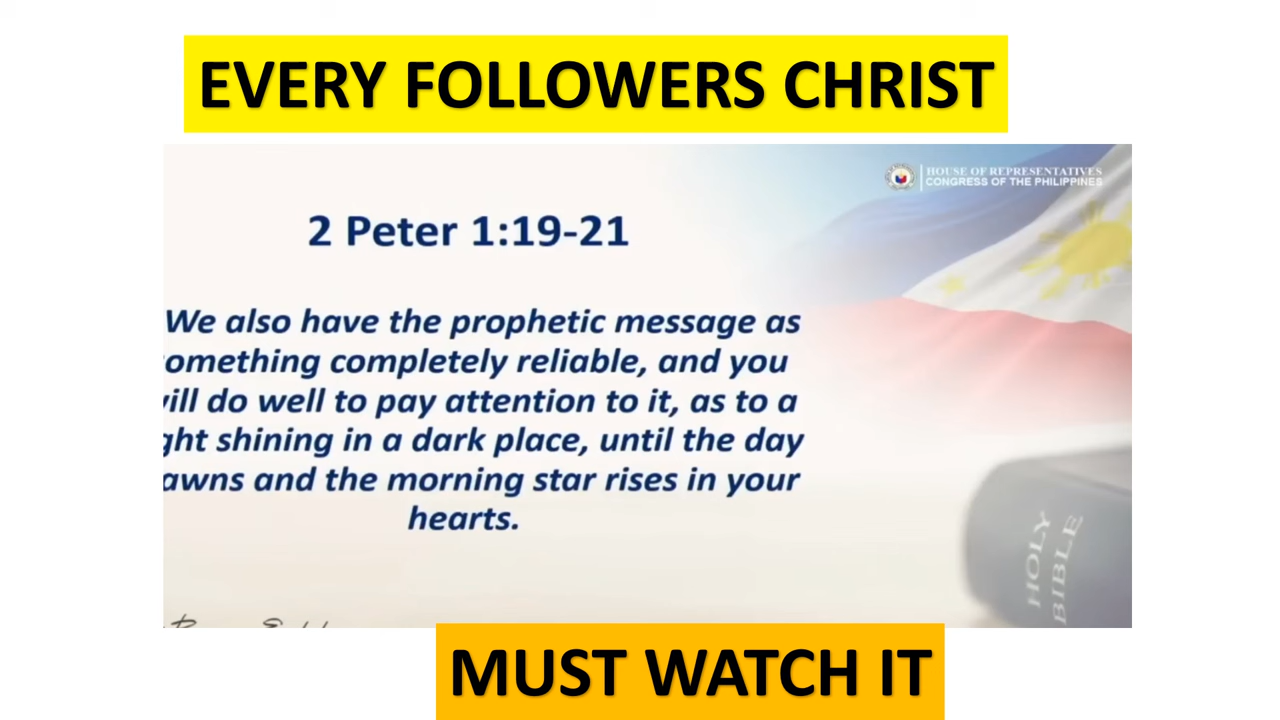 EVERY FOLLOWERS CHRIST
HOUSE OF REPRESENTATIVES
CONGRESS OF THE PHILIPPINES
2 Peter 1:19-21
We also have the prophetic message as
omething completely reliable, and you
ill do well to pay attention to it, as to a
ght shining in a dark place, until the day
awns and the morning star rises in your
hearts.
HOLY
BIBLE
MUST WATCH IT